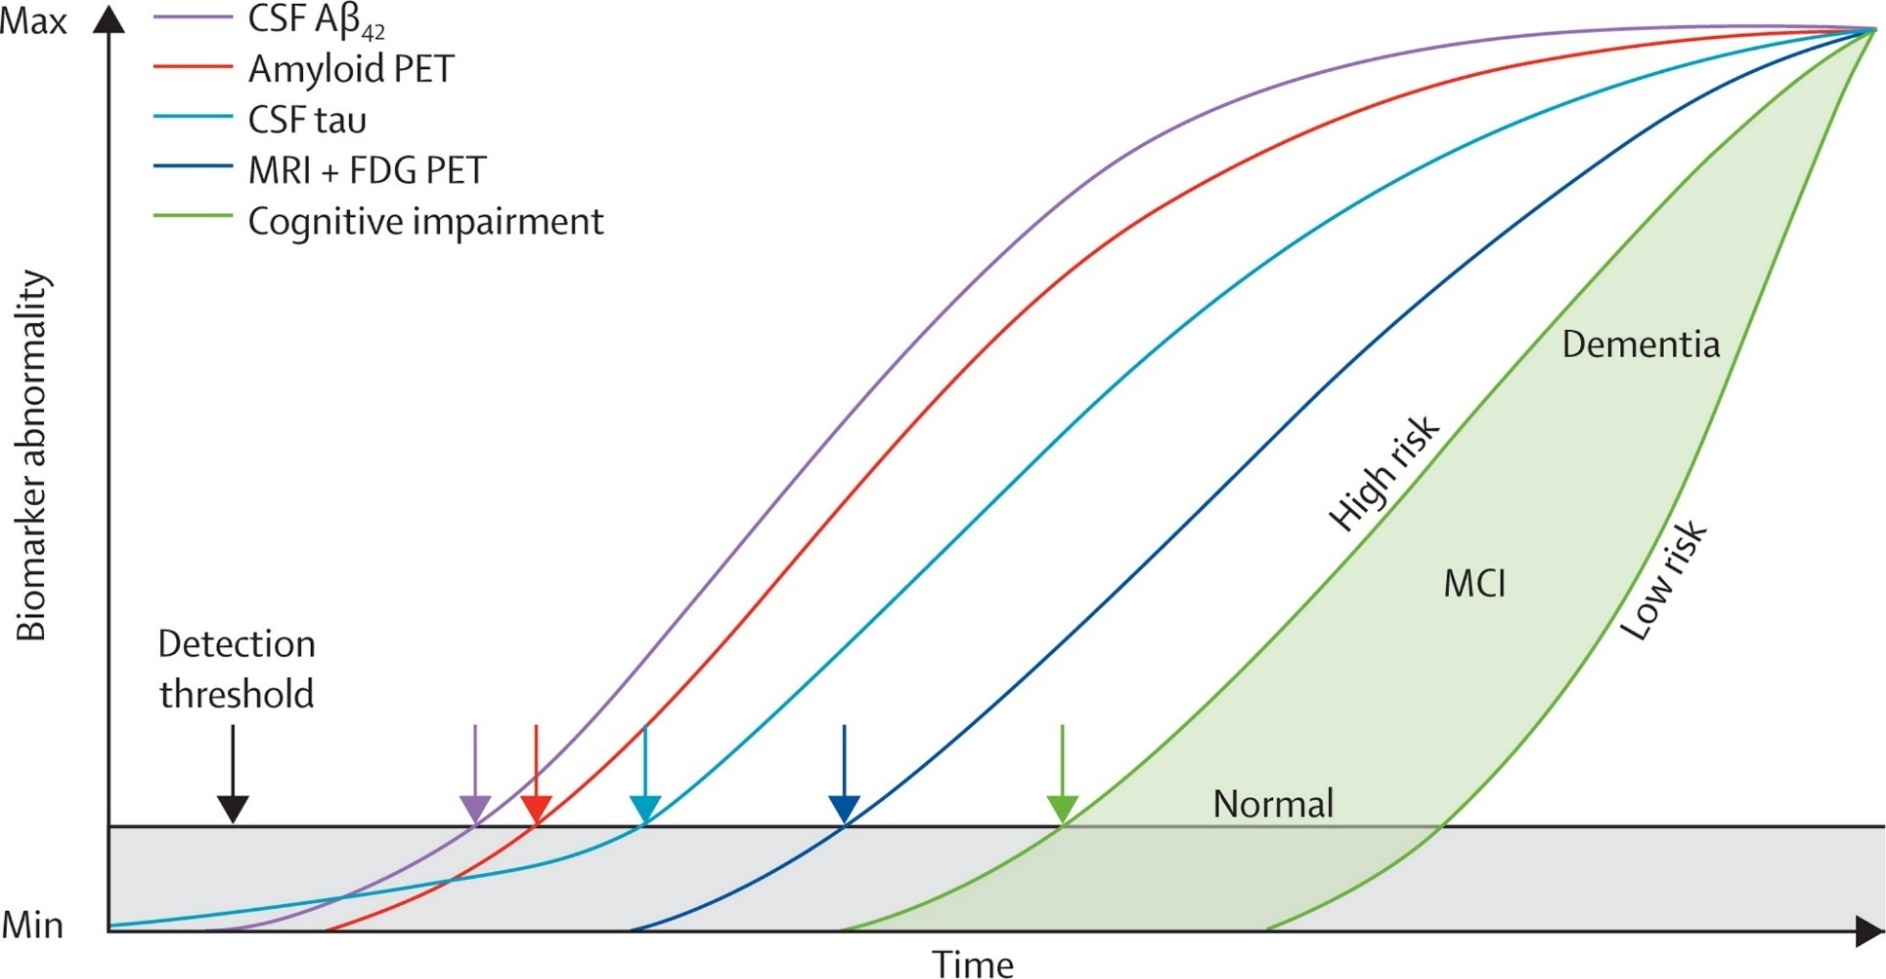 Max
CSF Aβ42
Amyloid PET
CSF tau
MRI + FDG PET
Cognitive impairment
Biomarker abnormality
Detection
threshold
Dementia
High risk
MCI
Low risk
Normal
Min
Time